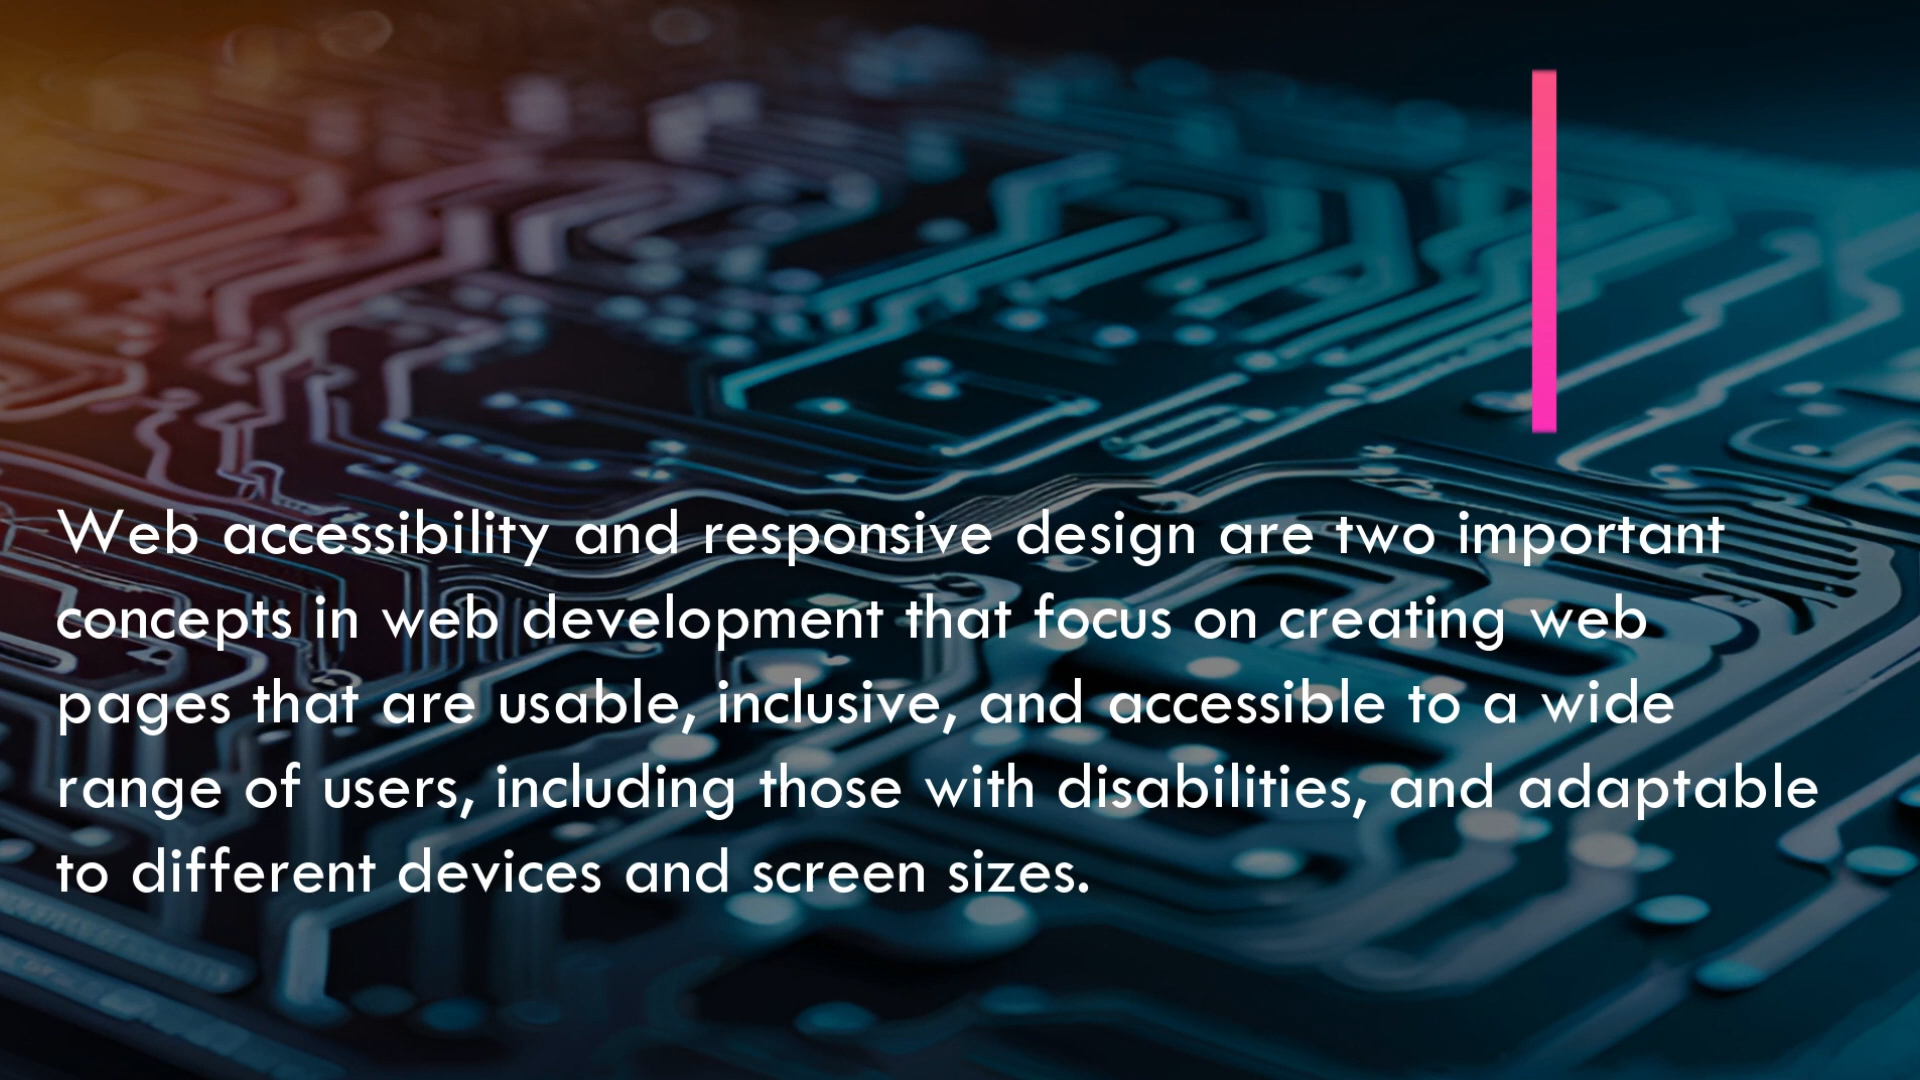 Web accessibility and responsive design are two important
concepts in web development that focus on creating web
pages that are usable, inclusive, and accessible to a wide
range of users, including those with disabilities, and adaptable
to different devices and screen sizes.